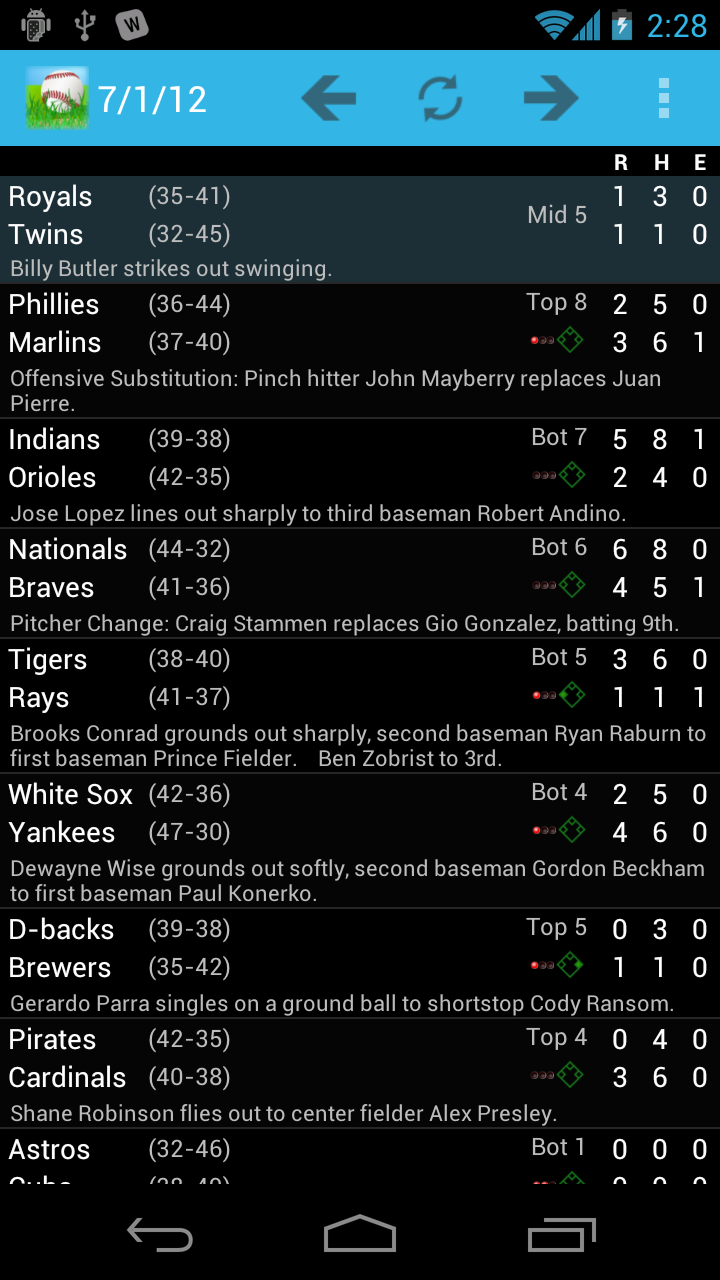 W 2:28
7/1/12
R H E
Royals (35-41) 1 3 0
Mid 5
Twins (32-45) 1 1 0
Billy Butler strikes out swinging.
Phillies (36-44) Top 8 2 5 0
Marlins (37-40) 3 6 1
Offensive Substitution: Pinch hitter John Mayberry replaces Juan
Pierre.
Indians (39-38) Bot 7 5 8 1
Orioles (42-35) 2 4 0
Jose Lopez lines out sharply to third baseman Robert Andino.
Nationals (44-32) Bot 6 6 8 0
Braves (41-36) 4 5 1
Pitcher Change: Craig Stammen replaces Gio Gonzalez, batting 9th.
Tigers (38-40) Bot 5 3 6 0
Rays (41-37) 1 1 1
Brooks Conrad grounds out sharply, second baseman Ryan Raburn to
first baseman Prince Fielder. Ben Zobrist to 3rd.
White Sox (42-36) Bot 4 2 5 0
Yankees (47-30) 4 6 0
Dewayne Wise grounds out softly, second baseman Gordon Beckham
to first baseman Paul Konerko.
D-backs (39-38) Top 5 0 3 0
Brewers (35-42) 1 1 0
Gerardo Parra singles on a ground ball to shortstop Cody Ransom.
Pirates (42-35) Top 4 0 4 0
Cardinals (40-38) 3 6 0
Shane Robinson flies out to center fielder Alex Presley.
Astros (32-46) Bot 1 0 0 0